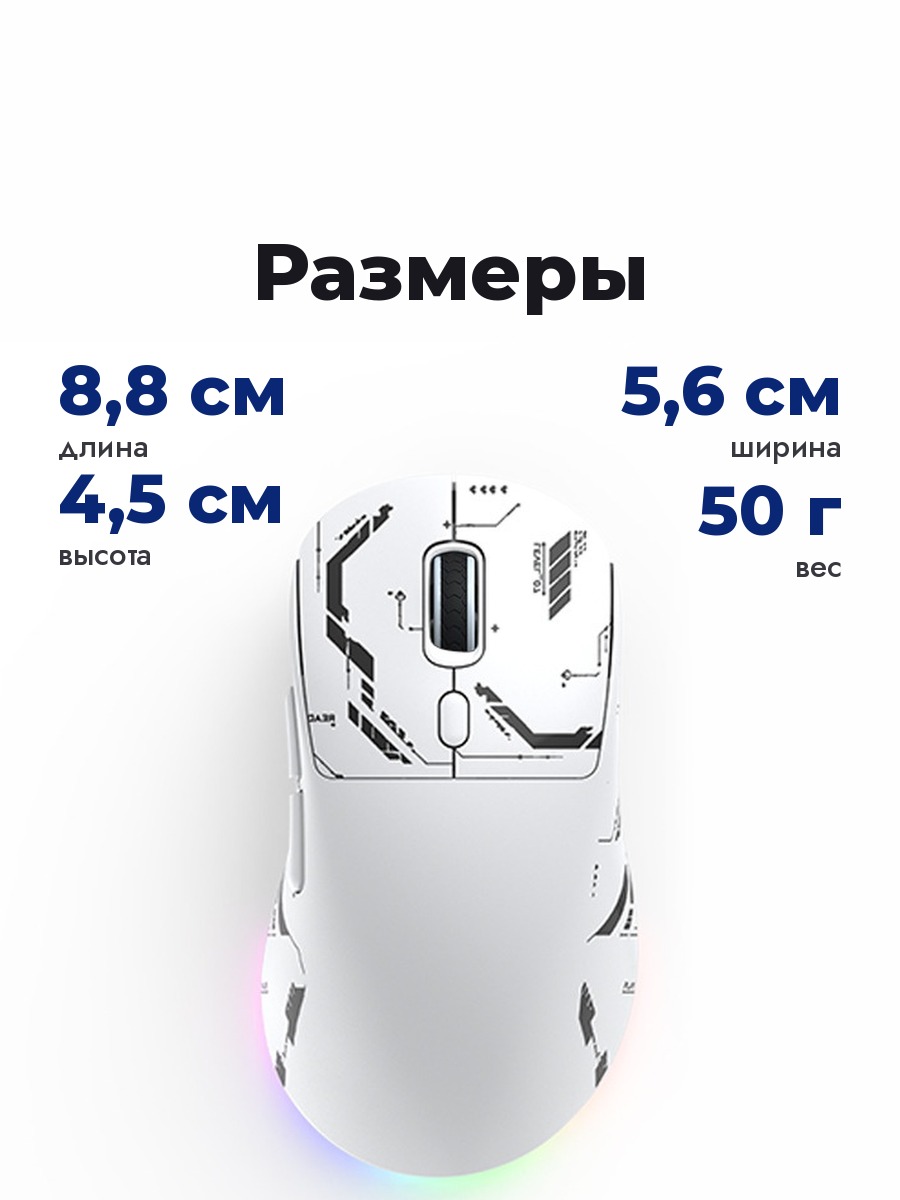 Размеры
8,8 см
длина
4,5 см
высота
5,6 см
ширина
50 г
вес